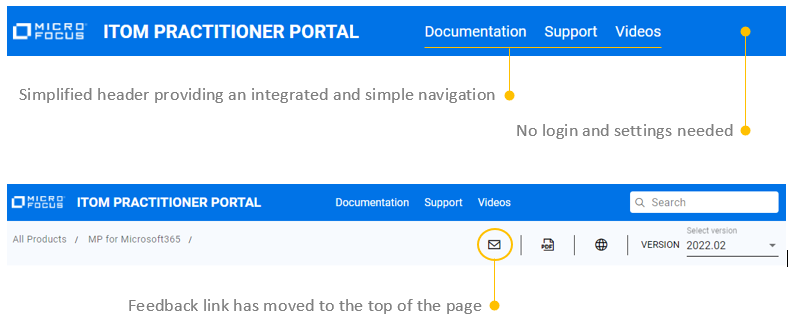 MICRO FOCUS ITOM PRACTITIONER PORTAL Documentation Support Videos
Simplified header providing an integrated and simple navigation
No login and settings needed
MICRO FOCUS ITOM PRACTITIONER PORTAL Documentation Support Videos Search
Select version
All Products / MP for Microsoft365 / PDF VERSION 2022.02
Feedback link has moved to the top of the page